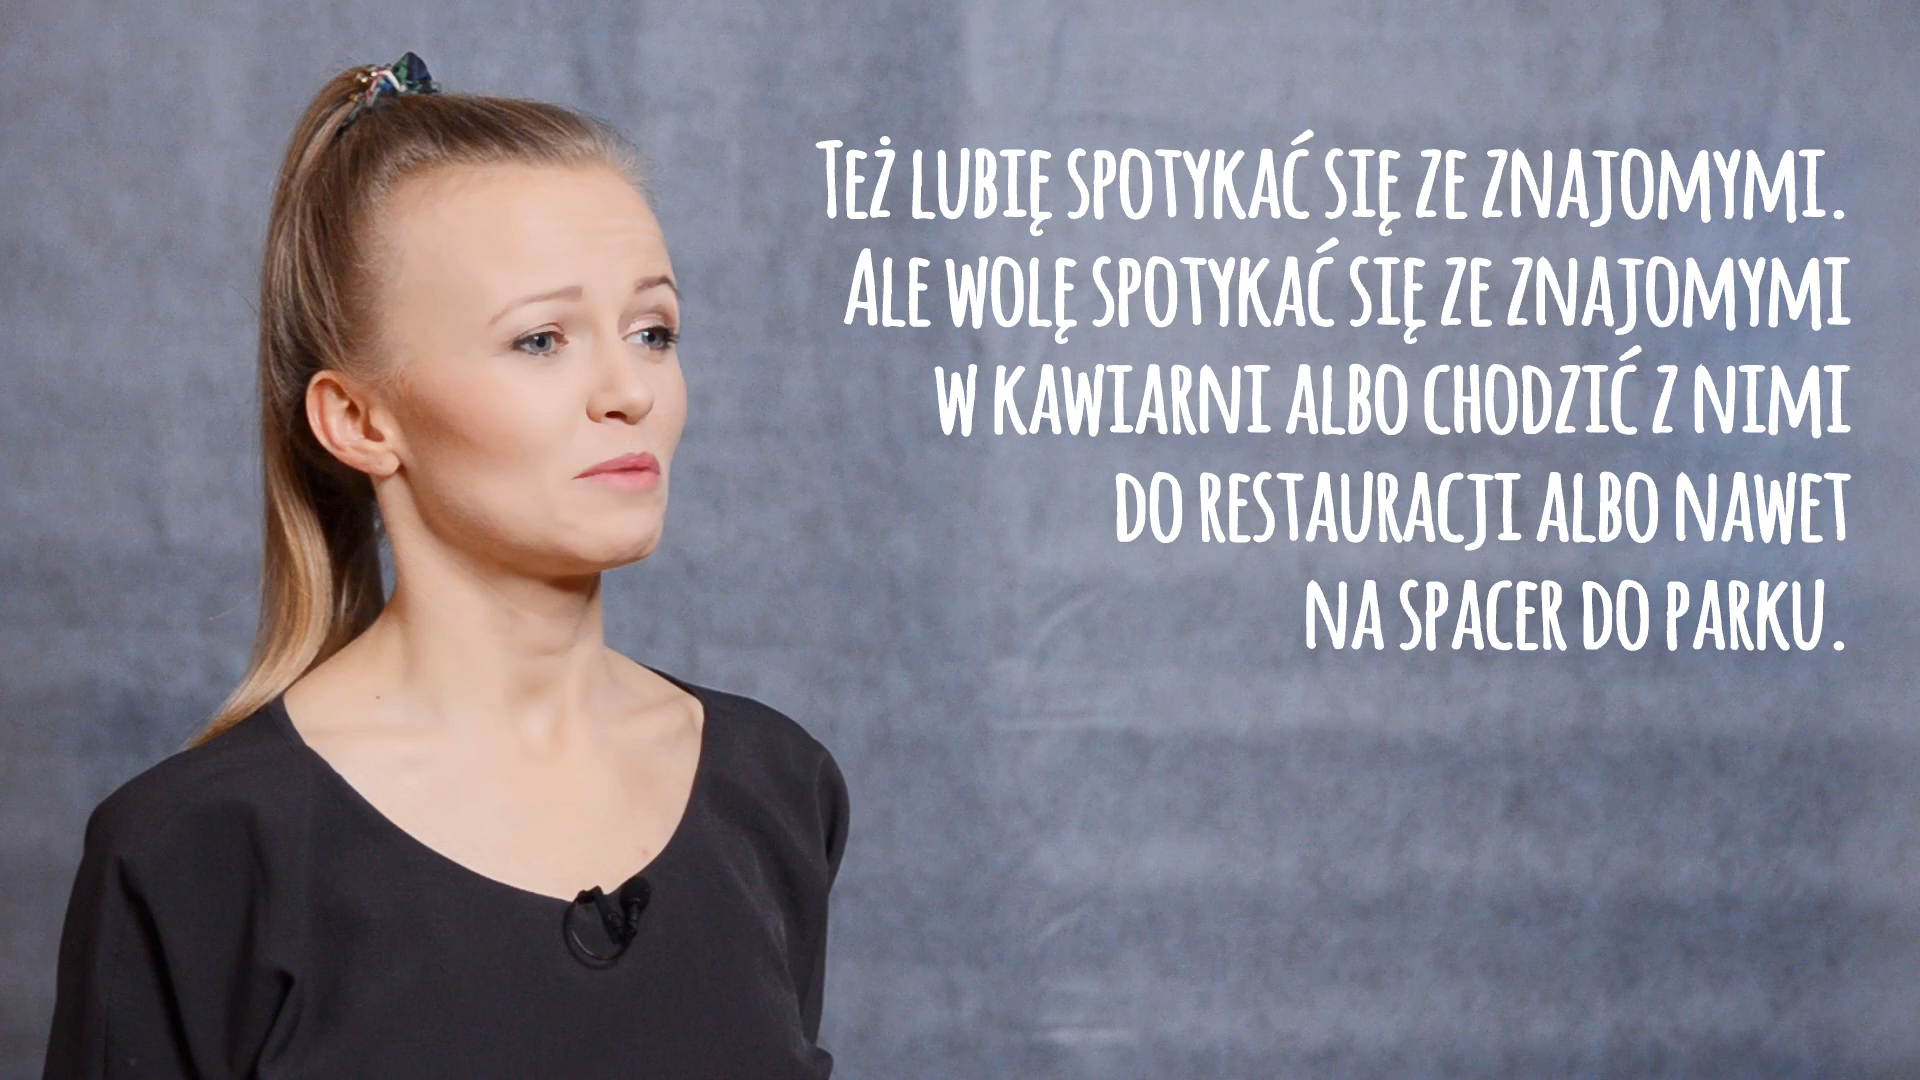 Też lubię spotykać się ze znajomymi.
Ale wolę spotykać się ze znajomymi
w kawiarni albo chodzić z nimi
do restauracji albo nawet
na spacer do parku.